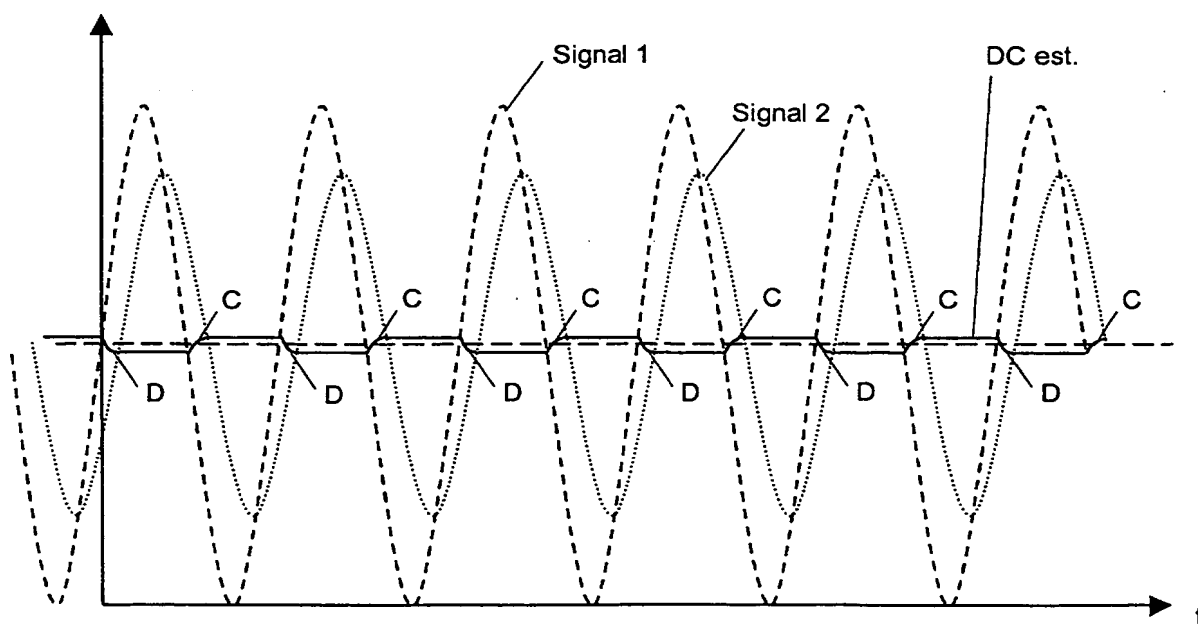 Signal 1
DC est.
Signal 2
C C C C C C
D D D D D D
t